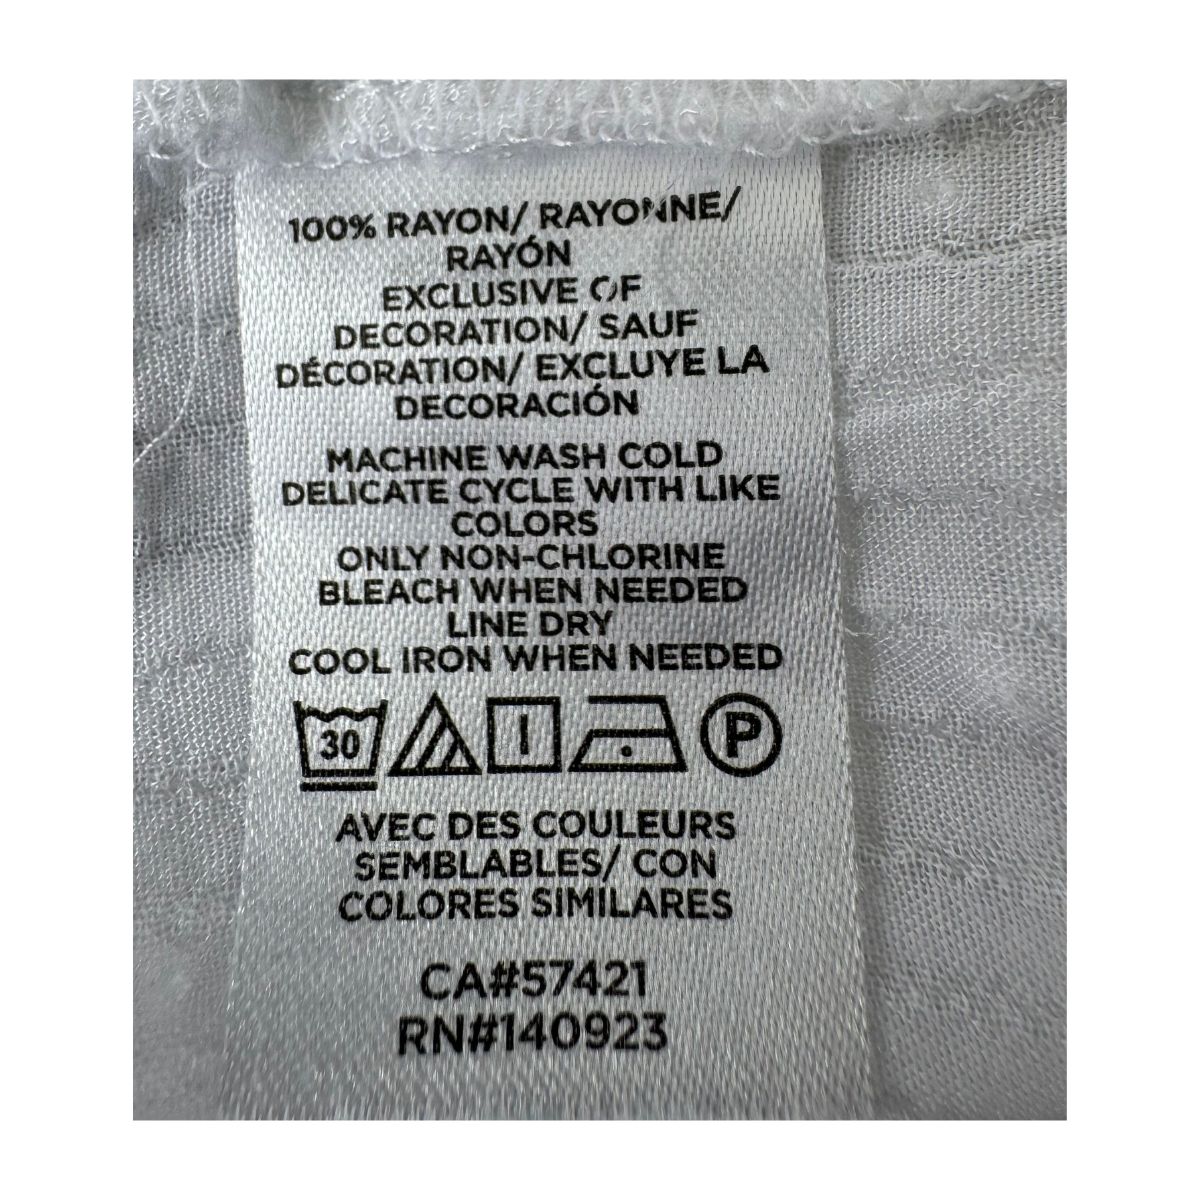 100% RAYON/ RAYONNE/
RAYÓN
EXCLUSIVE OF
DECORATION/ SAUF
DÉCORATION/ EXCLUYE LA
DECORACIÓN
MACHINE WASH COLD
DELICATE CYCLE WITH LIKE
COLORS
ONLY NON-CHLORINE
BLEACH WHEN NEEDED
LINE DRY
COOL IRON WHEN NEEDED
30 P
AVEC DES COULEURS
SEMBLABLES/ CON
COLORES SIMILARES
CA#57421
RN#140923